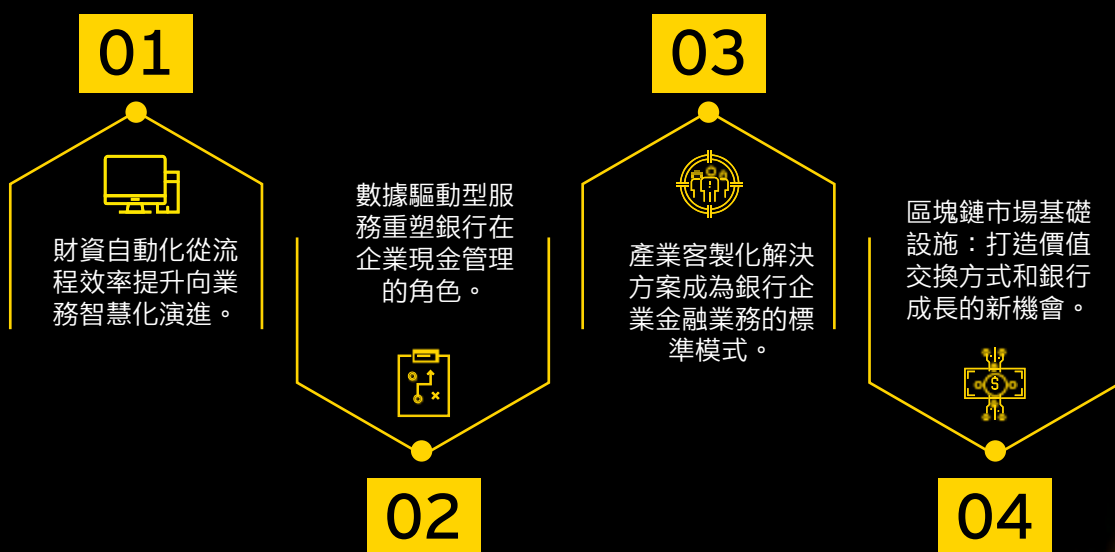 01
財資自動化從流
程效率提升向業
務智慧化演進。
數據驅動型服
務重塑銀行在
企業現金管理
的角色。
02
03
產業客製化解決
方案成為銀行企
業金融業務的標
準模式。
區塊鏈市場基礎
設施：打造價值
交換方式和銀行
成長的新機會。
$
04